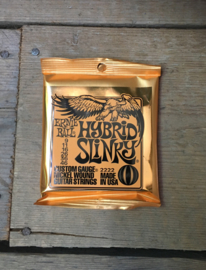 ERNIE
BALL
HYBRID
SLINKY
CUSTOM GAUGE
NICKEL WOUND
GUITAR STRINGS
2222
MADE
IN USA